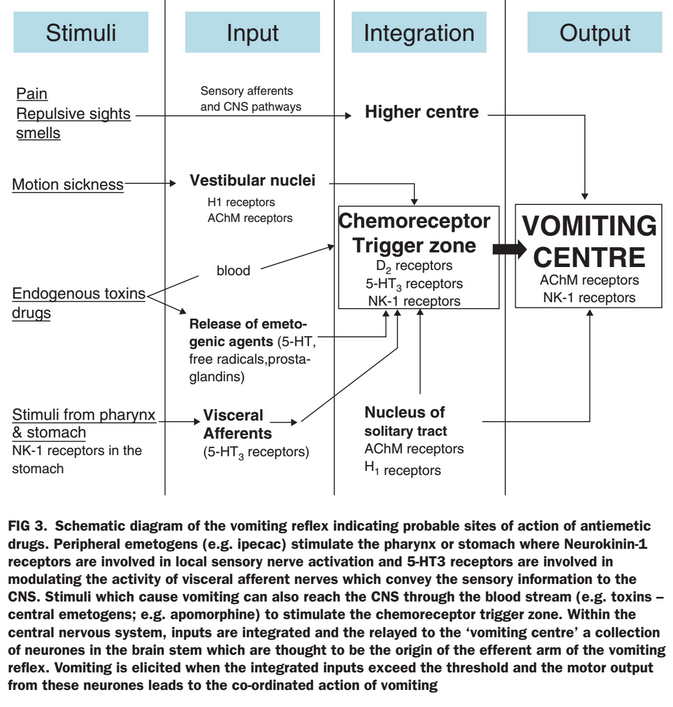 Stimuli
Input
Integration
Output
Pain
Repulsive sights
smells
Sensory afferents
and CNS pathways
Higher centre
Motion sickness
Vestibular nuclei
H1 receptors
AChM receptors
Chemoreceptor
Trigger zone
D2 receptors
5-HT3 receptors
NK-1 receptors
VOMITING
CENTRE
AChM receptors
NK-1 receptors
blood
Endogenous toxins
drugs
Release of emeto-
genic agents (5-HT,
free radicals,prosta-
glandins)
Stimuli from pharynx
& stomach
NK-1 receptors in the
stomach
Visceral
Afferents
(5-HT3 receptors)
Nucleus of
solitary tract
AChM receptors
H1 receptors
FIG 3. Schematic diagram of the vomiting reflex indicating probable sites of action of antiemetic
drugs. Peripheral emetogens (e.g. ipecac) stimulate the pharynx or stomach where Neurokinin-1
receptors are involved in local sensory nerve activation and 5-HT3 receptors are involved in
modulating the activity of visceral afferent nerves which convey the sensory information to the
CNS. Stimuli which cause vomiting can also reach the CNS through the blood stream (e.g. toxins –
central emetogens; e.g. apomorphine) to stimulate the chemoreceptor trigger zone. Within the
central nervous system, inputs are integrated and the relayed to the ‘vomiting centre’ a collection
of neurones in the brain stem which are thought to be the origin of the efferent arm of the vomiting
reflex. Vomiting is elicited when the integrated inputs exceed the threshold and the motor output
from these neurones leads to the co-ordinated action of vomiting